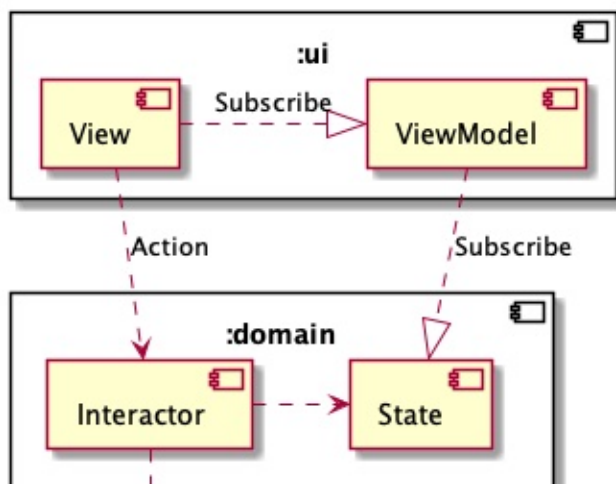 :ui
View
Subscribe
ViewModel
Action
Subscribe
:domain
Interactor
State